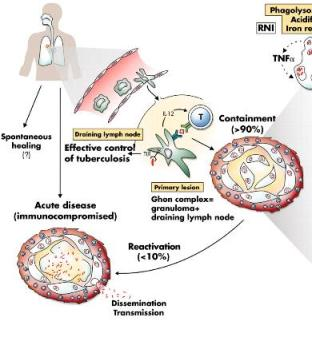 Phagolyso
Acidif
Iron re
RNI
TNFα
IL12
T
Draining lymph node
Containment
(>90%)
Spontaneous
healing
(?)
Effective control
of tuberculosis
Primary lesion
Ghon complex=
granuloma+
draining lymph node
Acute disease
(immunocompromised)
Reactivation
(<10%)
Dissemination
Transmission